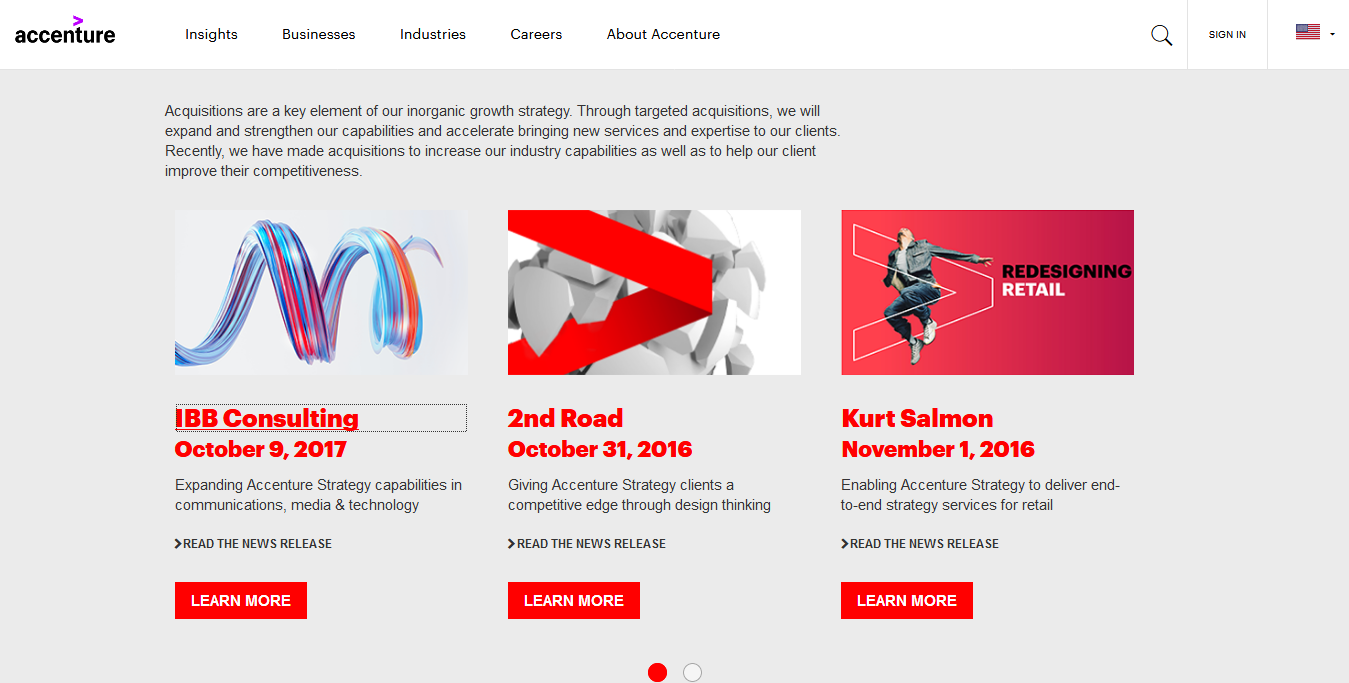 accenture
Insights
Businesses
Industries
Careers
About Accenture
SIGN IN
Acquisitions are a key element of our inorganic growth strategy. Through targeted acquisitions, we will
expand and strengthen our capabilities and accelerate bringing new services and expertise to our clients.
Recently, we have made acquisitions to increase our industry capabilities as well as to help our client
improve their competitiveness.
REDESIGNING
RETAIL
IBB Consulting
October 9, 2017
Expanding Accenture Strategy capabilities in
communications, media & technology
READ THE NEWS RELEASE
LEARN MORE
2nd Road
October 31, 2016
Giving Accenture Strategy clients a
competitive edge through design thinking
READ THE NEWS RELEASE
LEARN MORE
Kurt Salmon
November 1, 2016
Enabling Accenture Strategy to deliver end-
to-end strategy services for retail
READ THE NEWS RELEASE
LEARN MORE